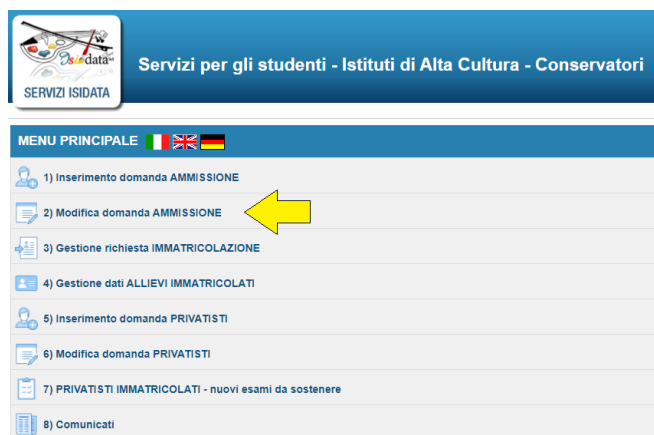 Isidata
SERVIZI ISIDATA
Servizi per gli studenti - Istituti di Alta Cultura - Conservatori
MENU PRINCIPALE
1) Inserimento domanda AMMISSIONE
2) Modifica domanda AMMISSIONE
3) Gestione richiesta IMMATRICOLAZIONE
4) Gestione dati ALLIEVI IMMATRICOLATI
5) Inserimento domanda PRIVATISTI
6) Modifica domanda PRIVATISTI
7) PRIVATISTI IMMATRICOLATI - nuovi esami da sostenere
8) Comunicati